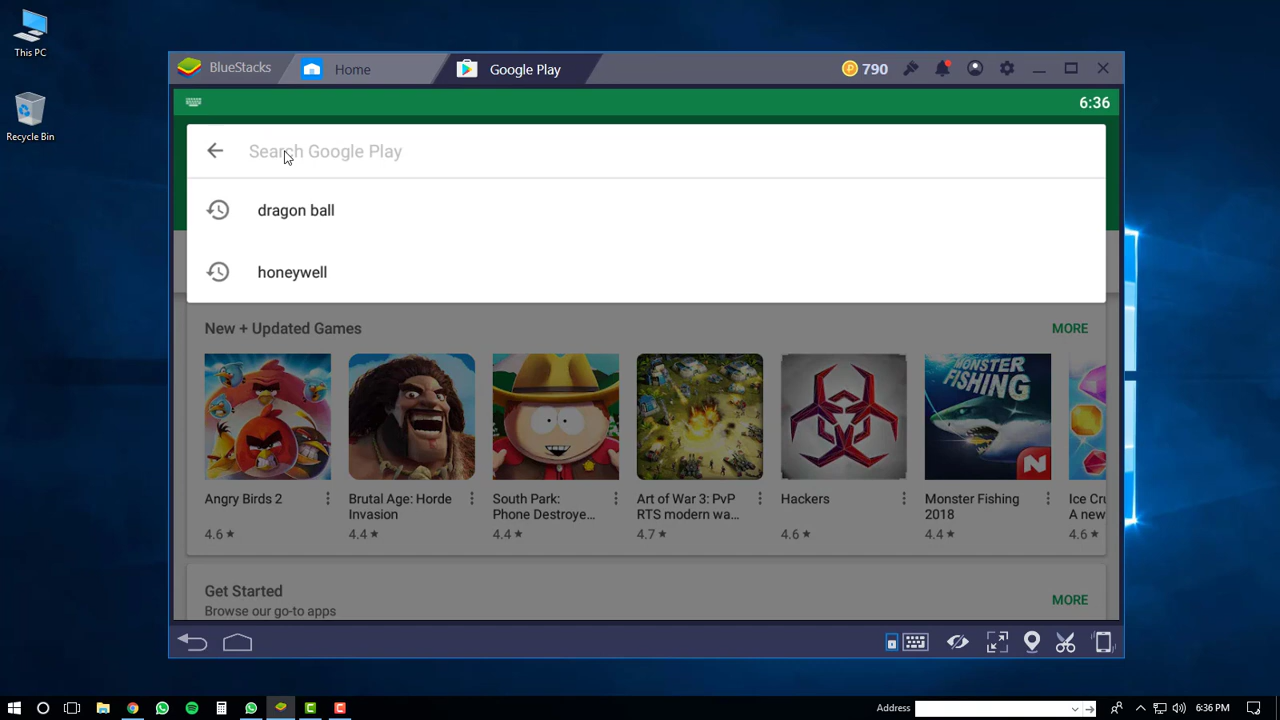 This PC
Recycle Bin
BlueStacks
Home
Google Play
790
6:36
Search Google Play
dragon ball
honeywell
New + Updated Games
MORE
MONSTER
FISHING
N
Angry Birds 2
4.6 ★
Brutal Age: Horde
Invasion
4.4 ★
South Park:
Phone Destroye...
4.4 ★
Art of War 3: PvP
RTS modern wa...
4.7 ★
Hackers
4.6 ★
Monster Fishing
2018
4.4 ★
Ice Cru
A new
4.6 ★
Get Started
Browse our go-to apps
MORE
Address
6:36 PM